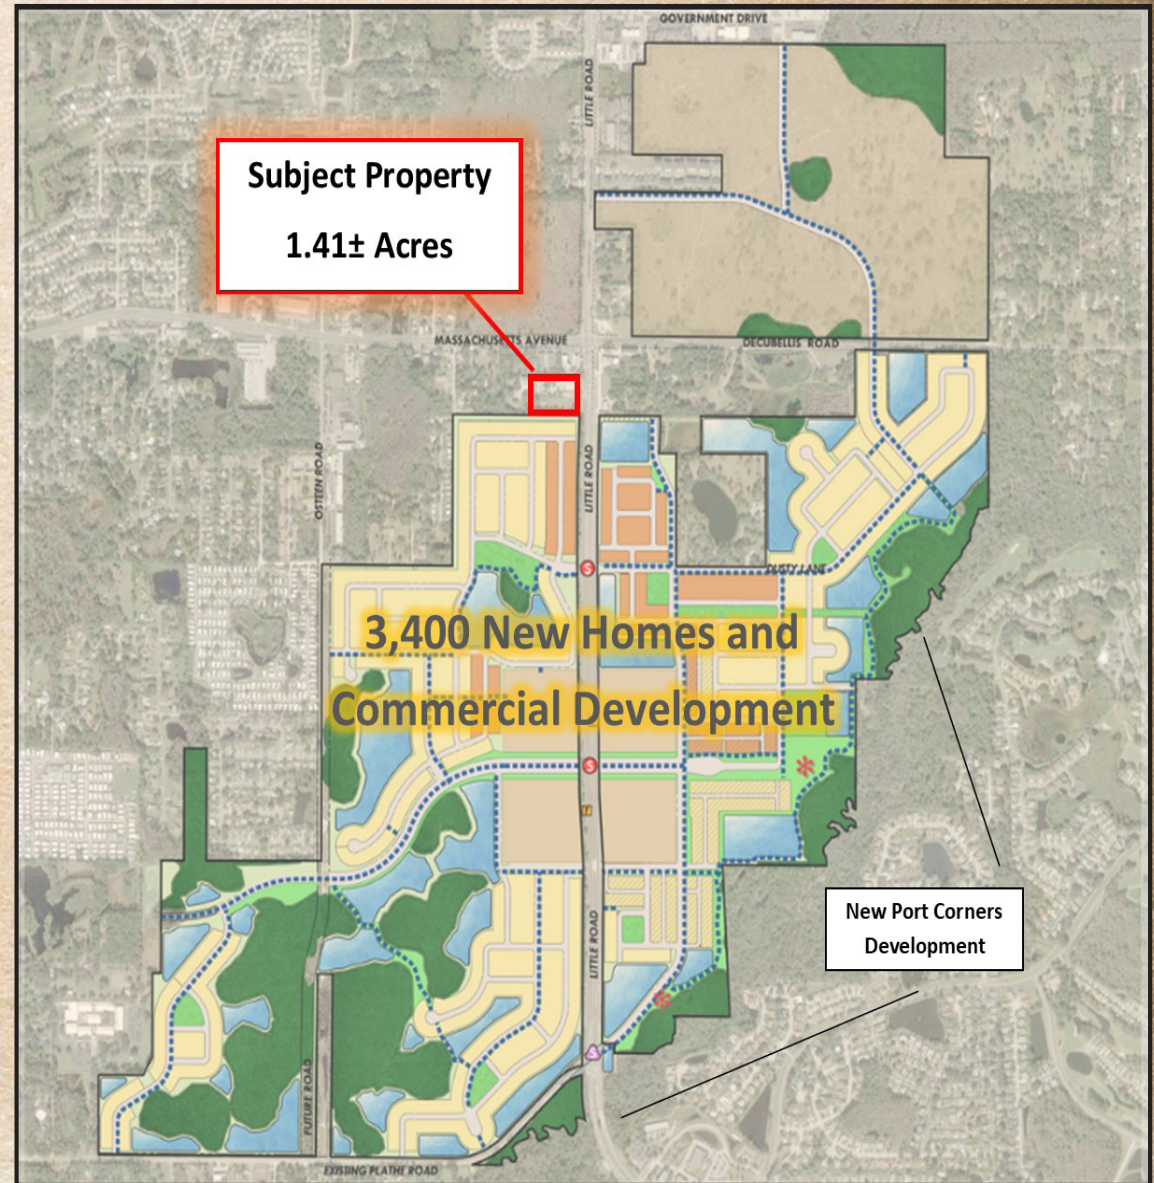 GOVERNMENT DRIVE
LITTLE ROAD
Subject Property
1.41± Acres
MASSACHUSETTS AVENUE
DECUBELLIS ROAD
OSTEEN ROAD
LITTLE ROAD
DUSTY LANE
3,400 New Homes and
Commercial Development
New Port Corners
Development
LITTLE ROAD
FUTURE ROAD
EXISTING PLATHE ROAD